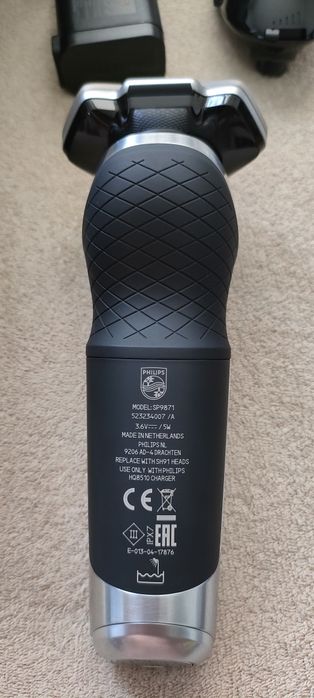 PHILIPS
MODEL: SP9871
523234007 /A
3.6V⎓/5W
MADE IN NETHERLANDS
PHILIPS NL
9206 AD-4 DRACHTEN
REPLACE WITH SH91 HEADS
USE ONLY WITH PHILIPS
HQ8510 CHARGER
CE
III IPX7 EAC
E-013-04-17876